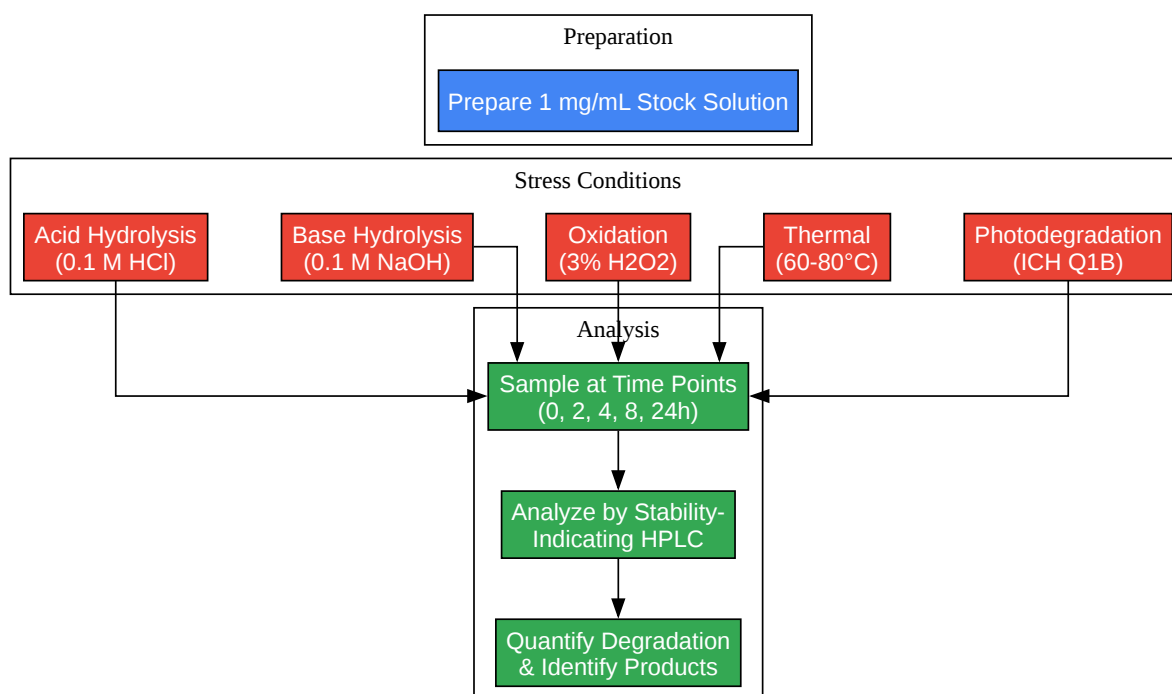 Preparation
Prepare 1 mg/mL Stock Solution
Stress Conditions
Acid Hydrolysis
(0.1 M HCl)
Base Hydrolysis
(0.1 M NaOH)
Oxidation
(3% H2O2)
Thermal
(60-80°C)
Photodegradation
(ICH Q1B)
Analysis
Sample at Time Points
(0, 2, 4, 8, 24h)
Analyze by Stability-
Indicating HPLC
Quantify Degradation
& Identify Products